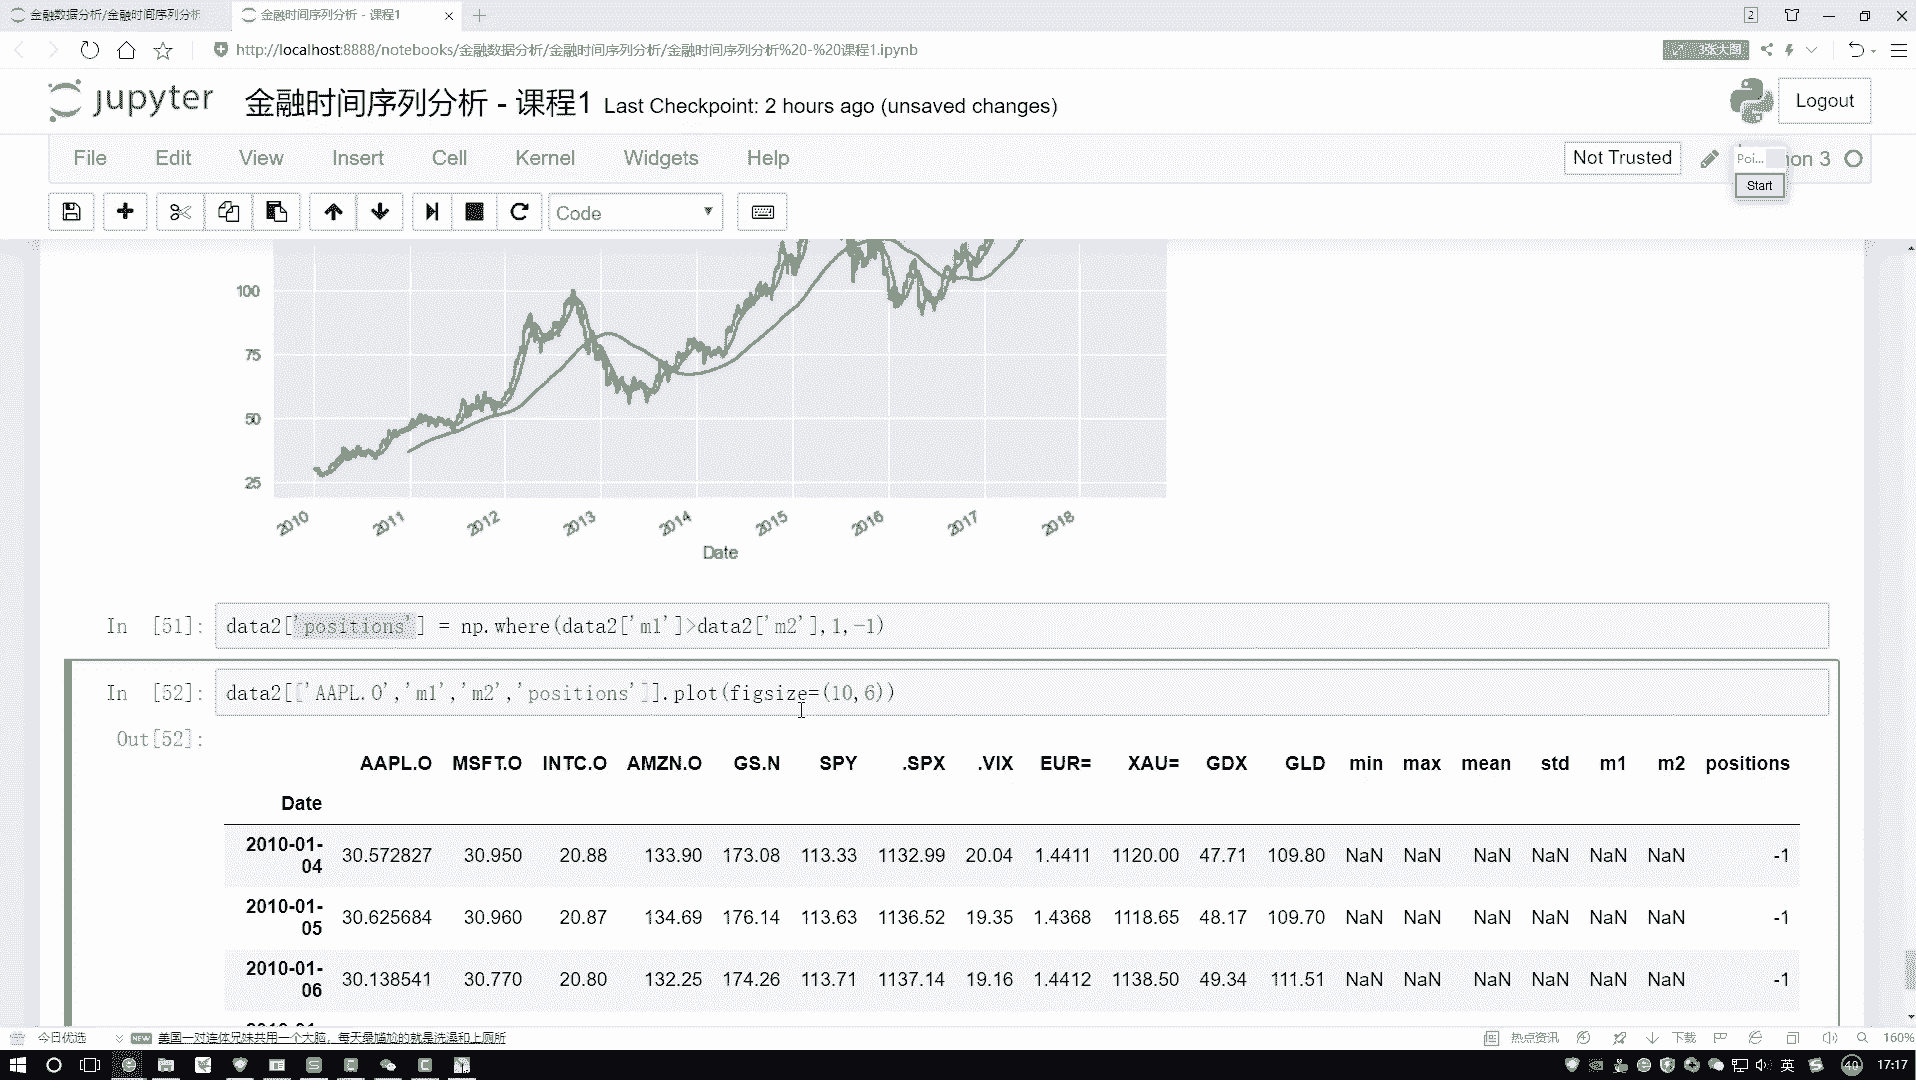 金融数据分析/金融时间序列分析
金融时间序列分析 - 课程1
2
http://localhost:8888/notebooks/金融数据分析/金融时间序列分析/金融时间序列分析%20-%20课程1.ipynb
3张大图
jupyter 金融时间序列分析 - 课程1 Last Checkpoint: 2 hours ago (unsaved changes)
Logout
File Edit View Insert Cell Kernel Widgets Help
Not Trusted
Poi... on 3
Start
Code
100
75
50
25
2010 2011 2012 2013 2014 2015 2016 2017 2018
Date
In [51]: data2['positions'] = np.where(data2['m1']>data2['m2'],1,-1)
In [52]: data2[['AAPL.O','m1','m2','positions']].plot(figsize=(10,6))
Out[52]:
AAPL.O MSFT.O INTC.O AMZN.O GS.N SPY .SPX .VIX EUR= XAU= GDX GLD min max mean std m1 m2 positions
Date
2010-01-04 30.572827 30.950 20.88 133.90 173.08 113.33 1132.99 20.04 1.4411 1120.00 47.71 109.80 NaN NaN NaN NaN NaN NaN -1
2010-01-05 30.625684 30.960 20.87 134.69 176.14 113.63 1136.52 19.35 1.4368 1118.65 48.17 109.70 NaN NaN NaN NaN NaN NaN -1
2010-01-06 30.138541 30.770 20.80 132.25 174.26 113.71 1137.14 19.16 1.4412 1138.50 49.34 111.51 NaN NaN NaN NaN NaN NaN -1
今日优选 NEW 美国一对连体兄妹共用一个大脑，每天最尴尬的就是洗澡和上厕所
热点资讯 下载 160%
英 40 17:17